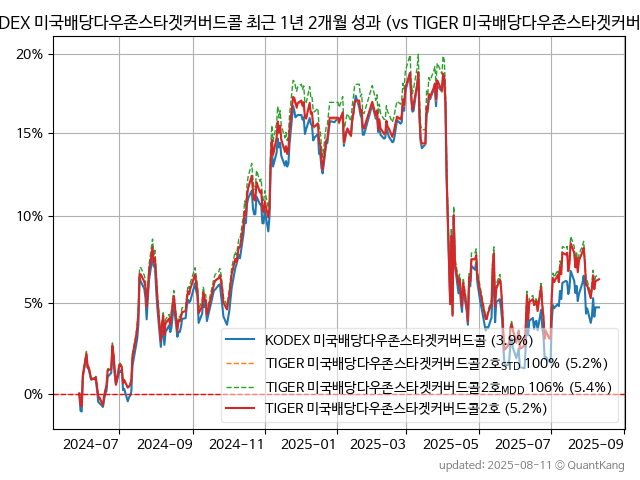 DEX 미국배당다우존스타겟커버드콜 최근 1년 2개월 성과 (vs TIGER 미국배당다우존스타겟커버
20%
15%
10%
5%
0%
KODEX 미국배당다우존스타겟커버드콜 (3.9%)
TIGER 미국배당다우존스타겟커버드콜2호STD 100% (5.2%)
TIGER 미국배당다우존스타겟커버드콜2호MDD 106% (5.4%)
TIGER 미국배당다우존스타겟커버드콜2호 (5.2%)
2024-07 2024-09 2024-11 2025-01 2025-03 2025-05 2025-07 2025-09
updated: 2025-08-11 © QuantKang